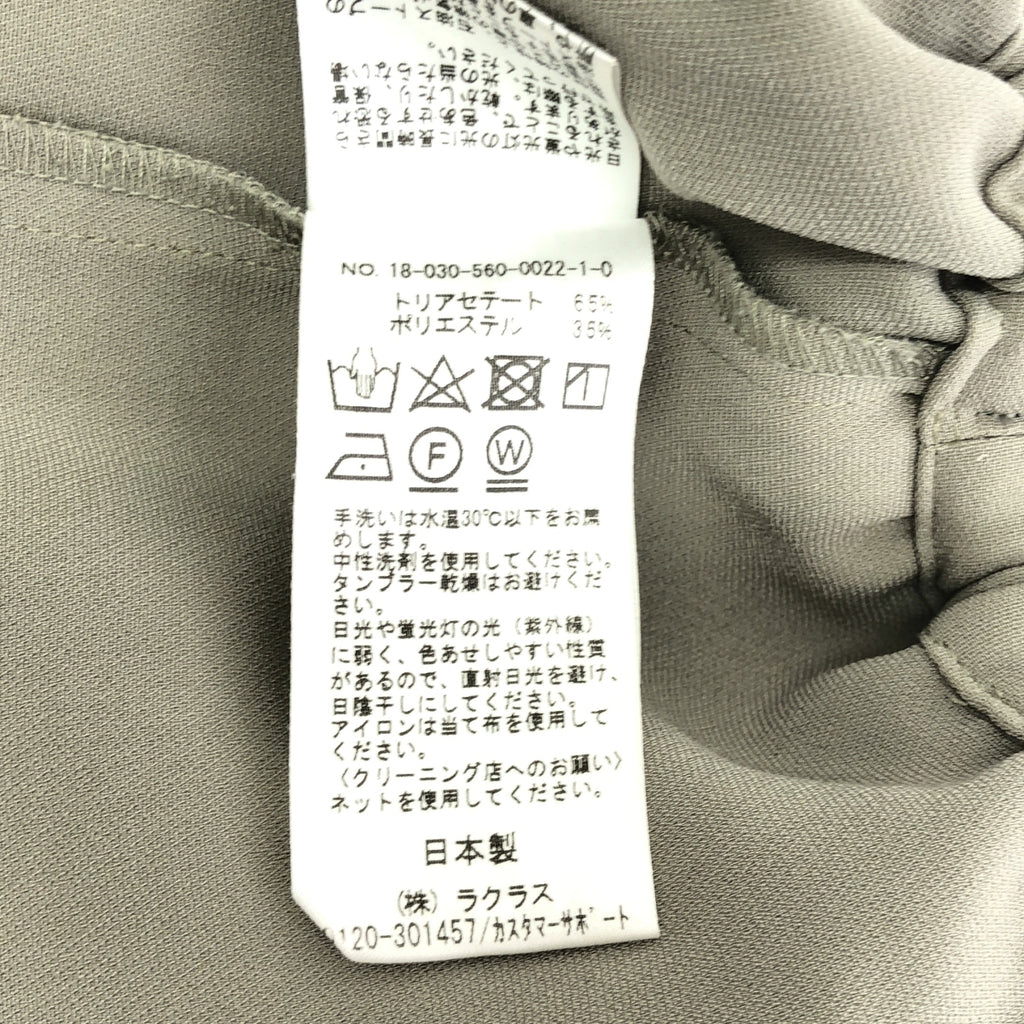 NO. 18-030-560-0022-1-0
トリアセテート 65%
ポリエステル 35%
F W
手洗いは水温30℃以下をお薦
めします。
中性洗剤を使用してください。
タンブラー乾燥はお避けくだ
さい。
日光や蛍光灯の光(紫外線)
に弱く、色あせしやすい性質
があるので、直射日光を避け、
日陰干しにしてください。
アイロンは当て布を使用して
ください。
〈クリーニング店へのお願い〉
ネットを使用してください。
日本製
(株)ラクラス
0120-301457/カスタマーサポート